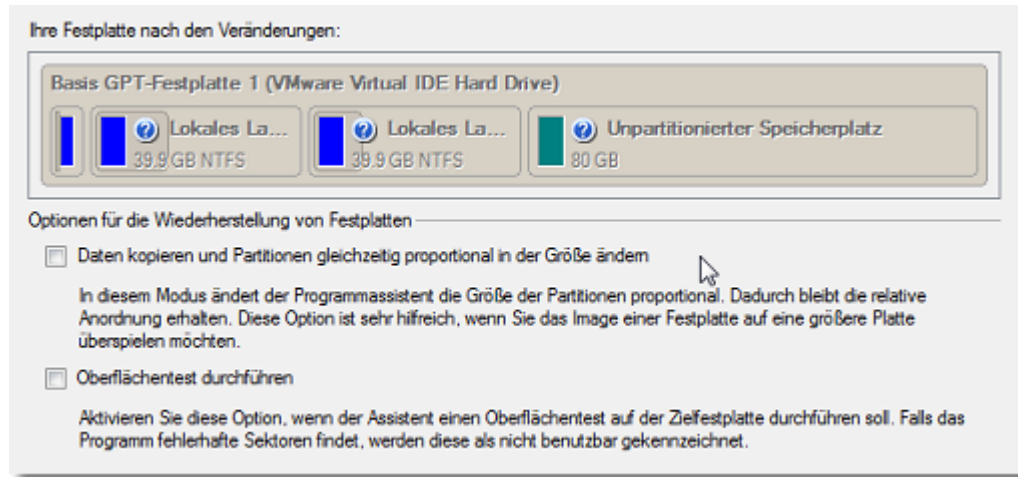 Ihre Festplatte nach den Veränderungen:
Basis GPT-Festplatte 1 (VMware Virtual IDE Hard Drive)
Lokales La... Lokales La... Unpartitionierter Speicherplatz
39.9 GB NTFS 39.9 GB NTFS 80 GB
Optionen für die Wiederherstellung von Festplatten
Daten kopieren und Partitionen gleichzeitig proportional in der Größe ändern
In diesem Modus ändert der Programmassistent die Größe der Partitionen proportional. Dadurch bleibt die relative
Anordnung erhalten. Diese Option ist sehr hilfreich, wenn Sie das Image einer Festplatte auf eine größere Platte
überspielen möchten.
Oberflächentest durchführen
Aktivieren Sie diese Option, wenn der Assistent einen Oberflächentest auf der Zielfestplatte durchführen soll. Falls das
Programm fehlerhafte Sektoren findet, werden diese als nicht benutzbar gekennzeichnet.